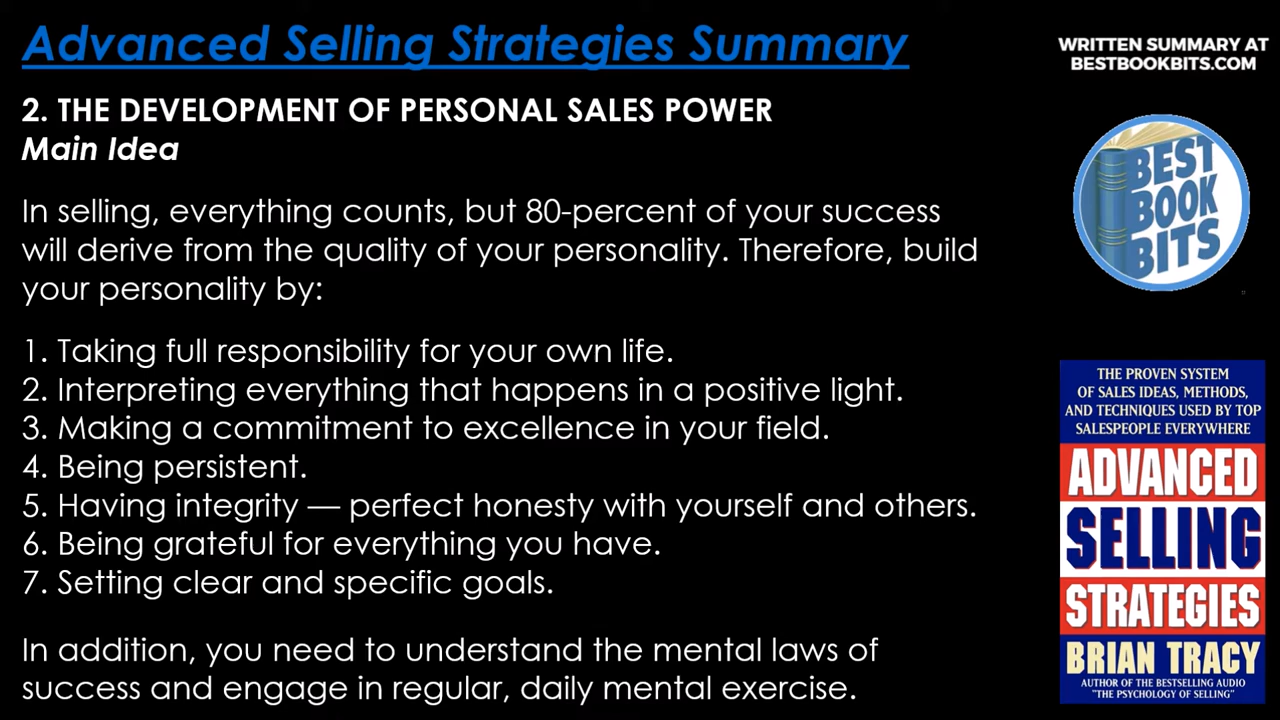 Advanced Selling Strategies Summary
2. THE DEVELOPMENT OF PERSONAL SALES POWER
Main Idea
In selling, everything counts, but 80-percent of your success
will derive from the quality of your personality. Therefore, build
your personality by:
1. Taking full responsibility for your own life.
2. Interpreting everything that happens in a positive light.
3. Making a commitment to excellence in your field.
4. Being persistent.
5. Having integrity — perfect honesty with yourself and others.
6. Being grateful for everything you have.
7. Setting clear and specific goals.
In addition, you need to understand the mental laws of
success and engage in regular, daily mental exercise.
WRITTEN SUMMARY AT
BESTBOOKBITS.COM
BEST
BOOK
BITS
THE PROVEN SYSTEM
OF SALES IDEAS, METHODS,
AND TECHNIQUES USED BY TOP
SALESPEOPLE EVERYWHERE
ADVANCED
SELLING
STRATEGIES
BRIAN TRACY
AUTHOR OF THE BESTSELLING AUDIO
"THE PSYCHOLOGY OF SELLING"